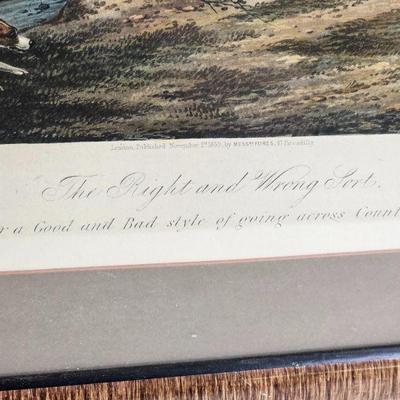 London, Published November 1st 1859, by MESSRS FORES, 41 Piccadilly.
The Right and Wrong Sort.
r a Good and Bad style of going across Count